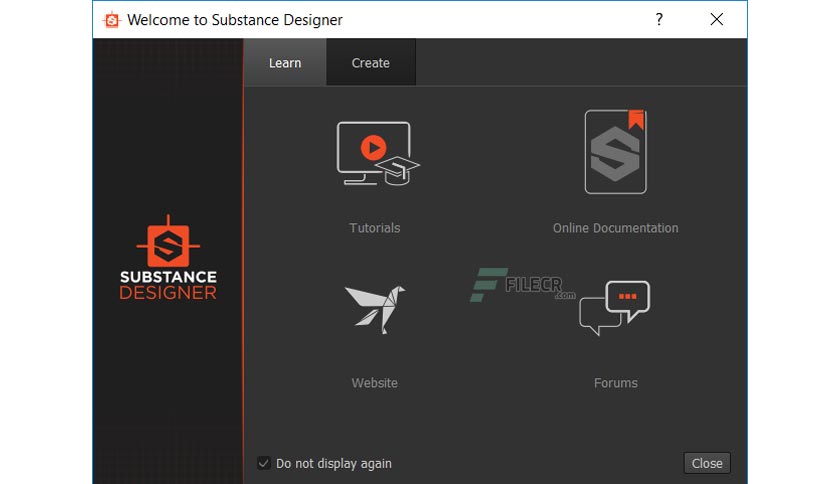 Welcome to Substance Designer
?
Learn
Create
Tutorials
Online Documentation
SUBSTANCE
DESIGNER
FILECR
.com
Website
Forums
Do not display again
Close